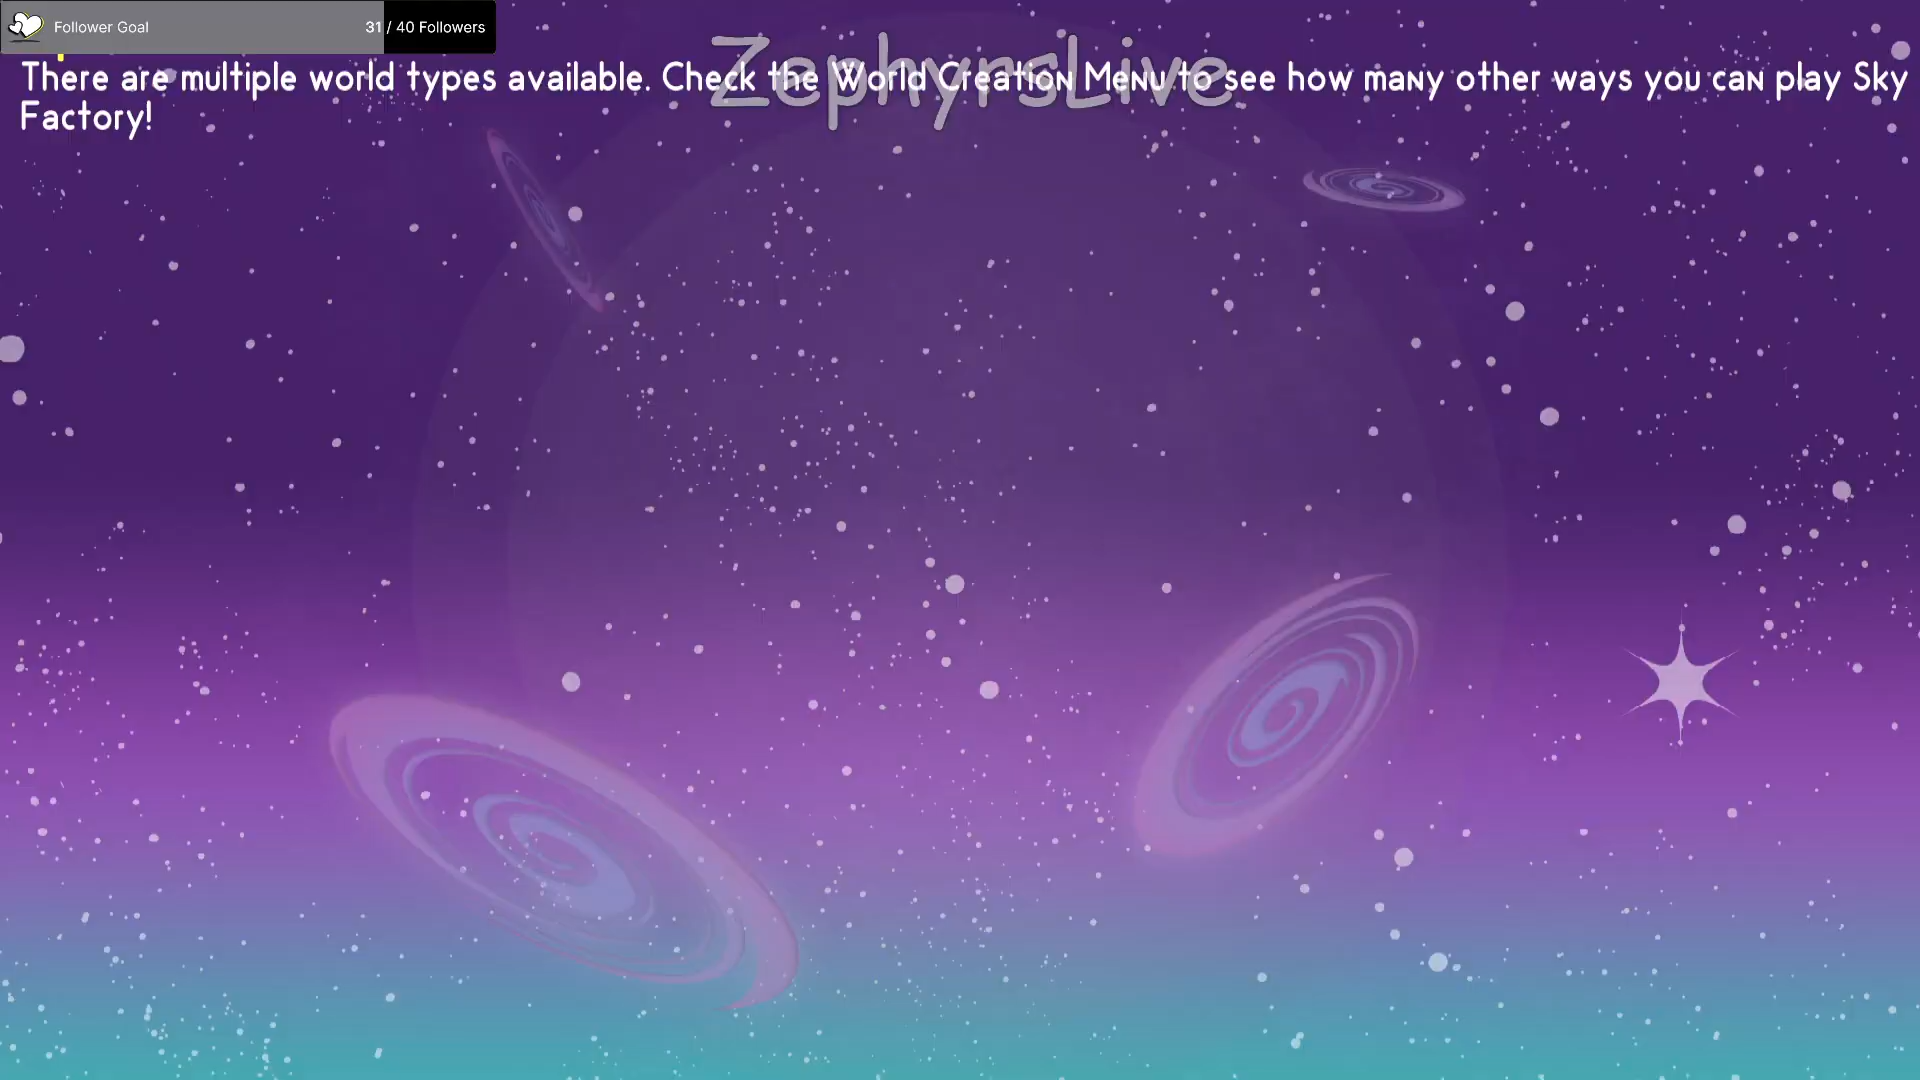 Follower Goal 31 / 40 Followers
ZephyrsLive
There are multiple world types available. Check the World Creation Menu to see how many other ways you can play Sky
Factory!